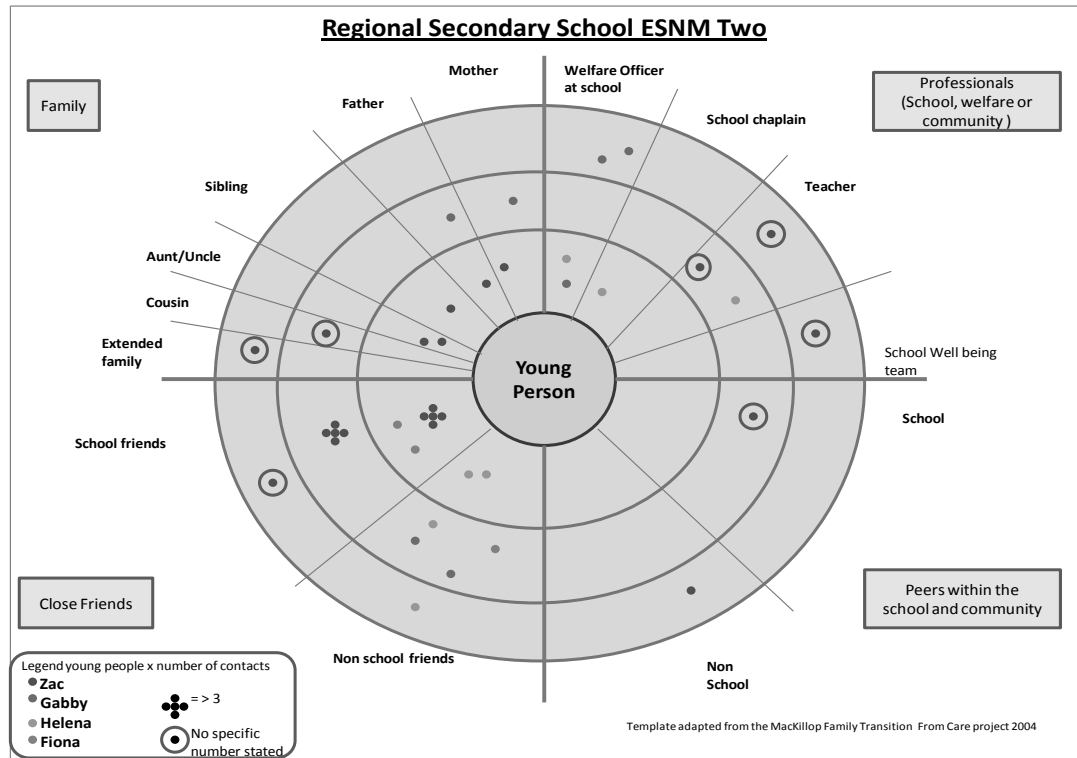 Regional Secondary School ESNM Two
Family
Mother
Father
Sibling
Aunt/Uncle
Cousin
Extended
family
Welfare Officer
at school
School chaplain
Teacher
Professionals
(School, welfare or
community )
School Well being
team
Young
Person
School
School friends
Close Friends
Non school friends
Non
School
Peers within the
school and community
Legend young people x number of contacts
Zac
Gabby
Helena
Fiona
= > 3
No specific
number stated
Template adapted from the MacKillop Family Transition From Care project 2004